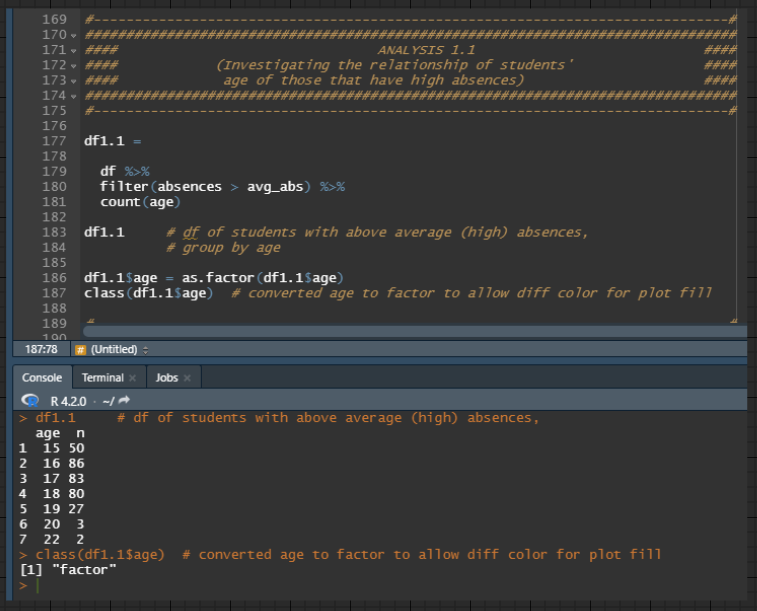 169 #------------------------------------------------------------------------------#
170 ################################################################################
171 #### ANALYSIS 1.1 ####
172 #### (Investigating the relationship of students' ####
173 #### age of those that have high absences) ####
174 ################################################################################
175 #------------------------------------------------------------------------------#
176
177 df1.1 =
178
179 df %>%
180 filter(absences > avg_abs) %>%
181 count(age)
182
183 df1.1 # df of students with above average (high) absences,
184 # group by age
185
186 df1.1$age = as.factor(df1.1$age)
187 class(df1.1$age) # converted age to factor to allow diff color for plot fill
188
189 # #
190
187:78 # (Untitled)
Console Terminal × Jobs ×
R 4.2.0 · ~/
> df1.1 # df of students with above average (high) absences,
age n
1 15 50
2 16 86
3 17 83
4 18 80
5 19 27
6 20 3
7 22 2
> class(df1.1$age) # converted age to factor to allow diff color for plot fill
[1] "factor"
>